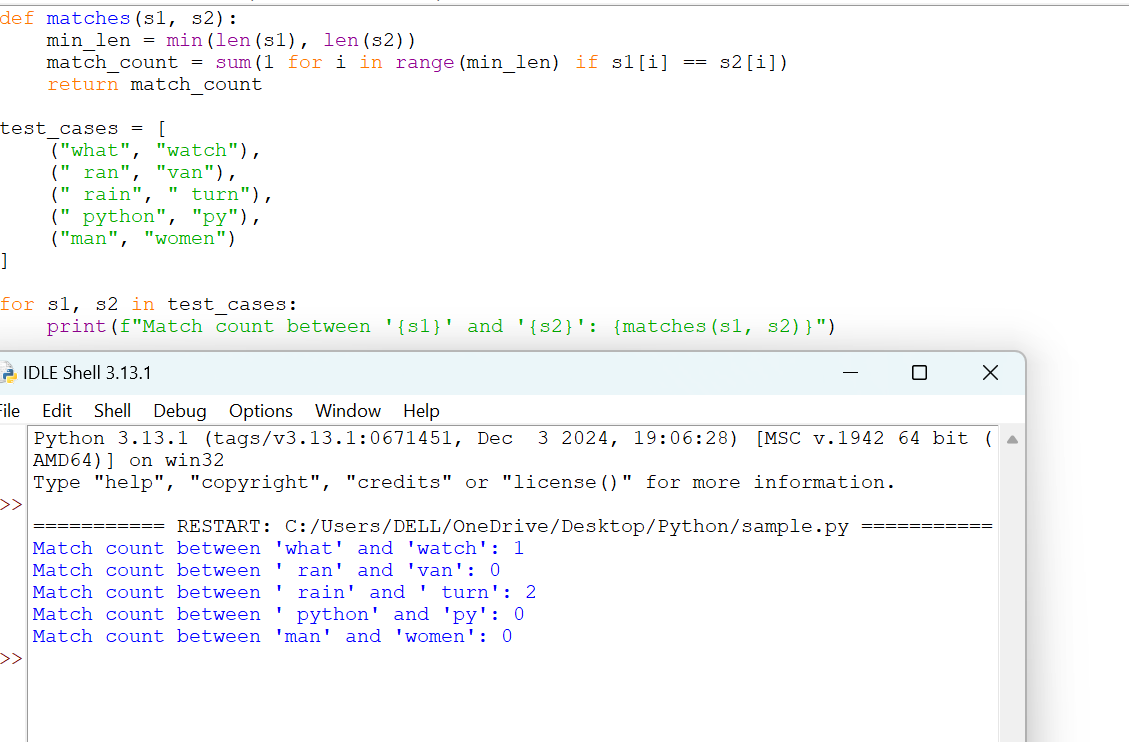 def matches(s1, s2):
    min_len = min(len(s1), len(s2))
    match_count = sum(1 for i in range(min_len) if s1[i] == s2[i])
    return match_count
test_cases = [
    ("what", "watch"),
    (" ran", "van"),
    (" rain", " turn"),
    (" python", "py"),
    ("man", "women")
]
for s1, s2 in test_cases:
    print(f"Match count between '{s1}' and '{s2}': {matches(s1, s2)}")
IDLE Shell 3.13.1
File Edit Shell Debug Options Window Help
Python 3.13.1 (tags/v3.13.1:0671451, Dec  3 2024, 19:06:28) [MSC v.1942 64 bit (
AMD64)] on win32
Type "help", "copyright", "credits" or "license()" for more information.
>>
=========== RESTART: C:/Users/DELL/OneDrive/Desktop/Python/sample.py ===========
Match count between 'what' and 'watch': 1
Match count between ' ran' and 'van': 0
Match count between ' rain' and ' turn': 2
Match count between ' python' and 'py': 0
Match count between 'man' and 'women': 0
>>